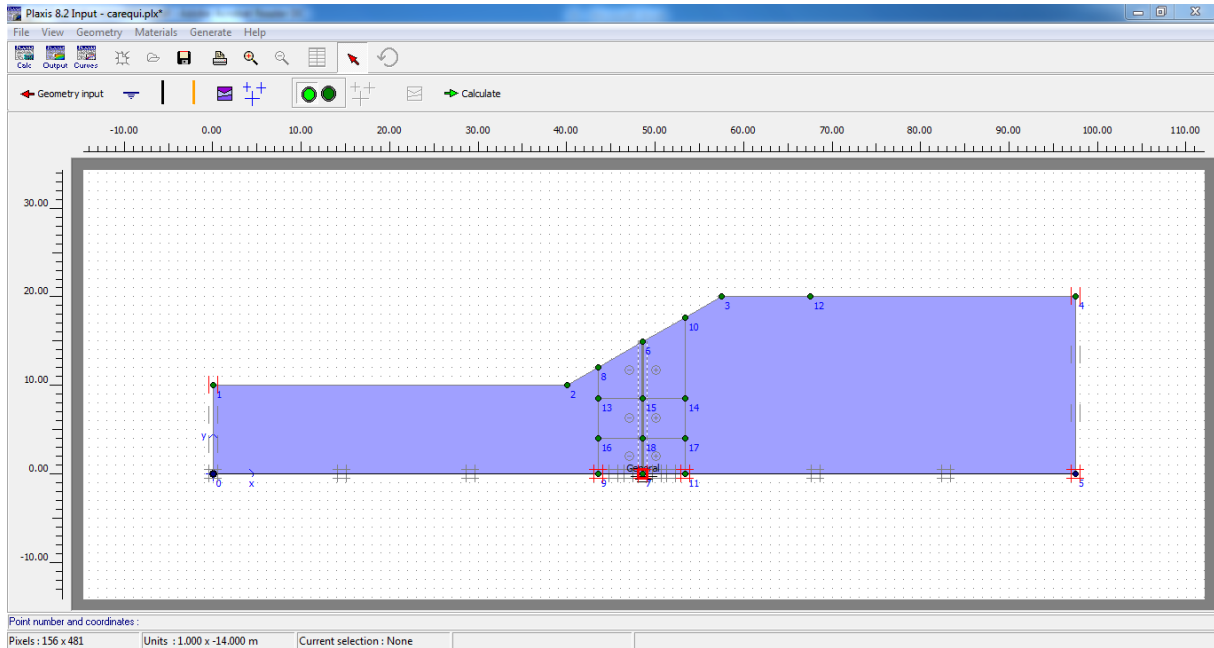 Plaxis 8.2 Input - carequi.plx*
File View Geometry Materials Generate Help
Calc Output Curves
Geometry input Calculate
-10.00 0.00 10.00 20.00 30.00 40.00 50.00 60.00 70.00 80.00 90.00 100.00 110.00
30.00
20.00
3 12 4
10
6
10.00
8
1 2
13 15 14
y
16 18 17
0.00
General
0 x 9 7 11 5
-10.00
Point number and coordinates :
Pixels : 156 x 481 Units : 1.000 x -14.000 m Current selection : None